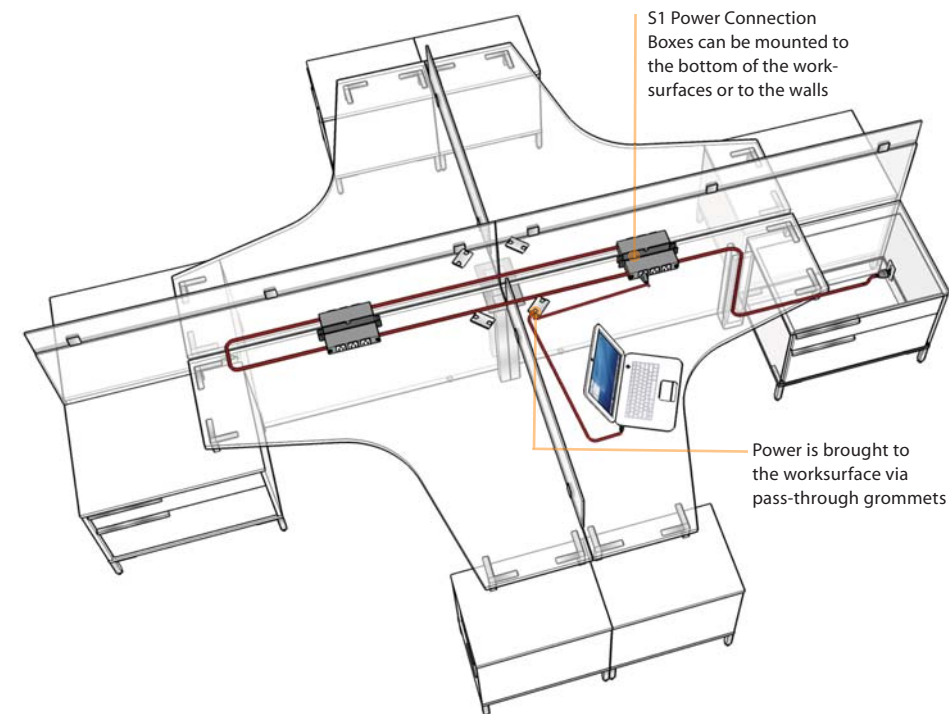 S1 Power Connection
Boxes can be mounted to
the bottom of the work-
surfaces or to the walls
Power is brought to
the worksurface via
pass-through grommets